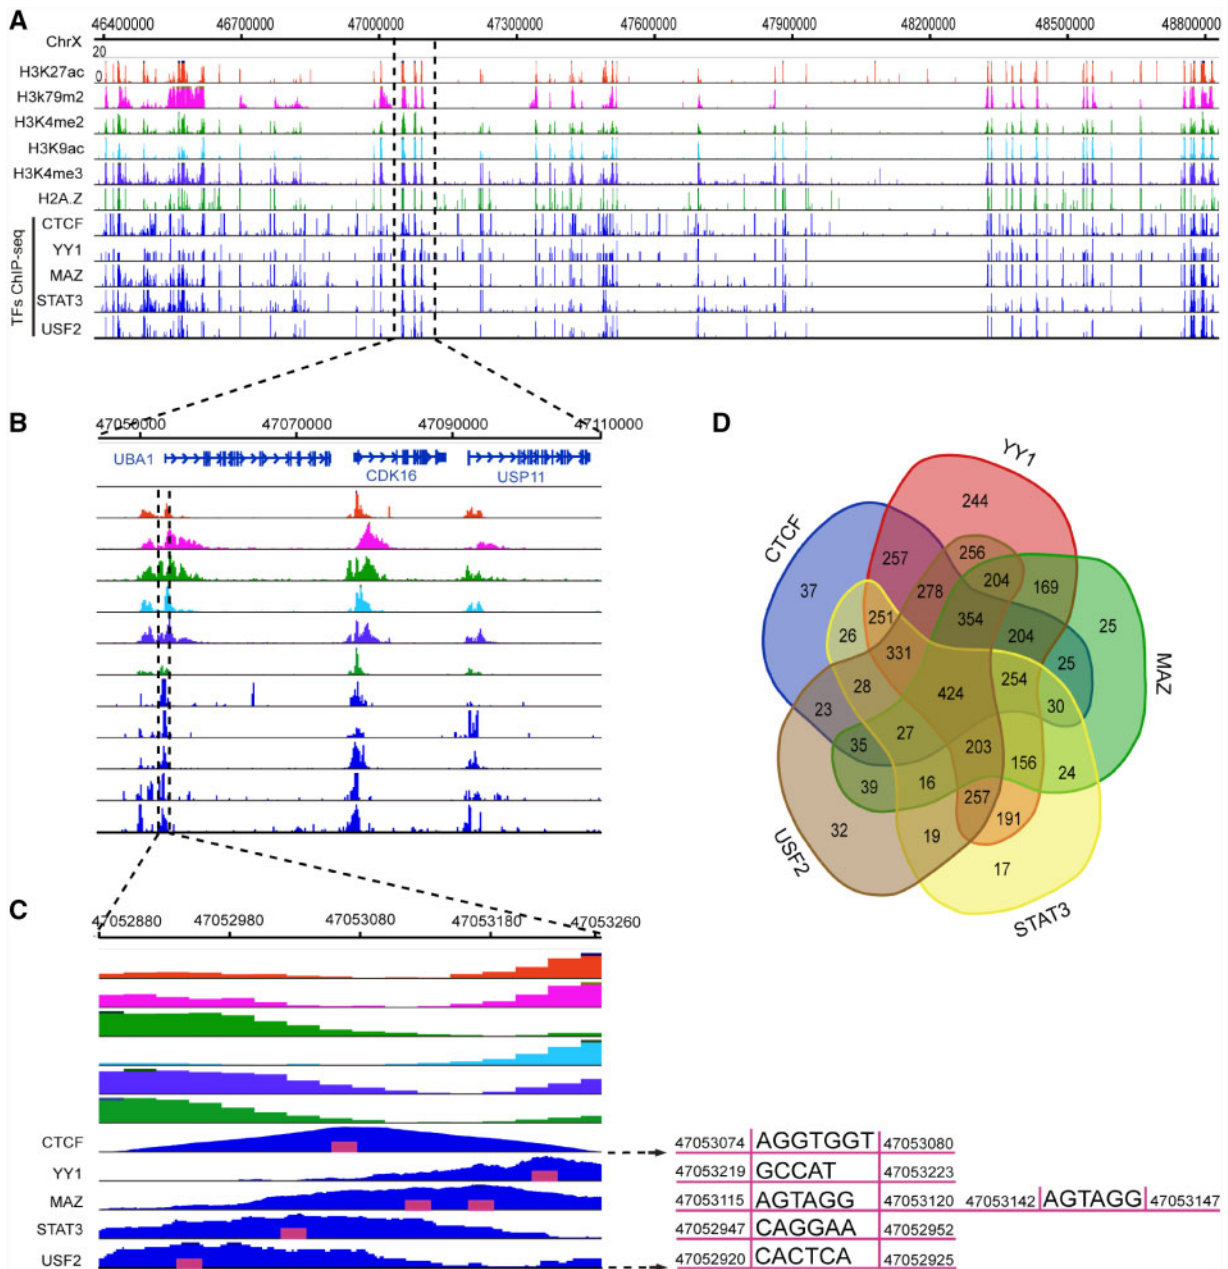 A
46400000 46700000 47000000 47300000 47600000 47900000 48200000 48500000 48800000
ChrX
20
0
H3K27ac
H3k79m2
H3K4me2
H3K9ac
H3K4me3
H2A.Z
TFs ChIP-seq
CTCF
YY1
MAZ
STAT3
USF2
B
47050000 47070000 47090000 47110000
UBA1
CDK16
USP11
C
47052880 47052980 47053080 47053180 47053260
CTCF
YY1
MAZ
STAT3
USF2
47053074 AGGTGGT 47053080
47053219 GCCAT 47053223
47053115 AGTAGG 47053120 47053142 AGTAGG 47053147
47052947 CAGGAA 47052952
47052920 CACTCA 47052925
D
YY1
CTCF
MAZ
USF2
STAT3
244
257 256
37 278 204 169
251 354 25
26 204
331 25
28 424 254
23 30
35 27 203 156
39 16 24
257
32 19 191
17